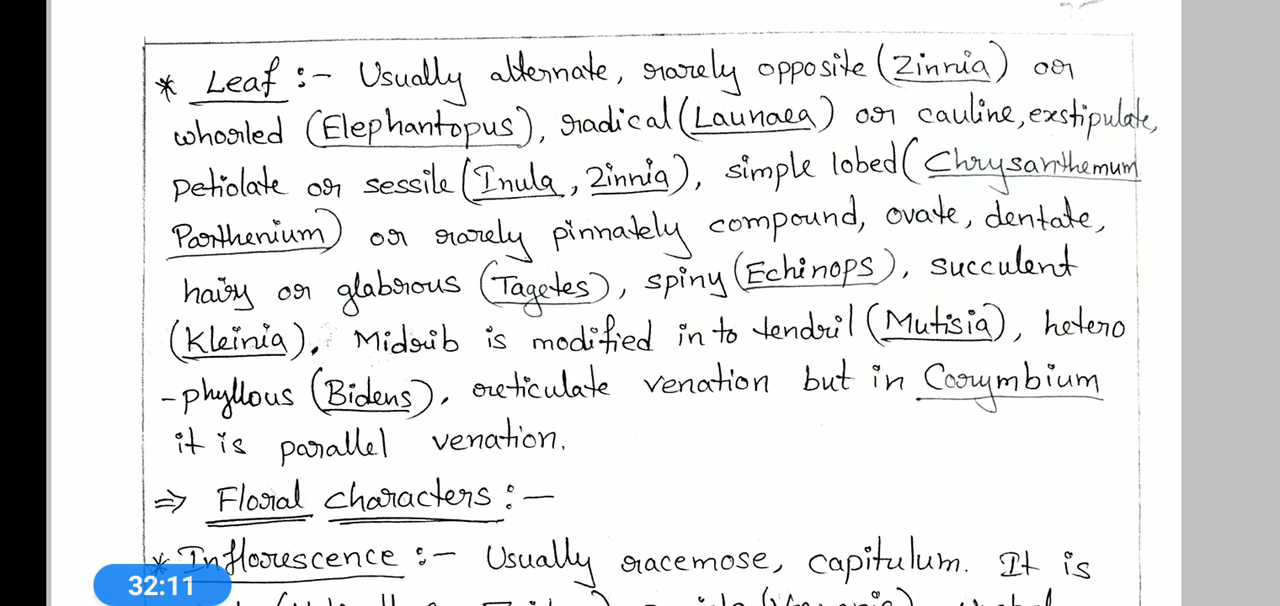 * Leaf :- Usually alternate, rarely opposite (Zinnia) or
whorled (Elephantopus), radical (Launaea) or cauline, exstipulate,
petiolate or sessile (Inula, Zinnia), simple lobed (Chrysanthemum
Parthenium) or rarely pinnately compound, ovate, dentate,
hairy or glabrous (Tagetes), spiny (Echinops), succulent
(Kleinia). Midrib is modified in to tendril (Mutisia), hetero
-phyllous (Bidens), reticulate venation but in Corymbium
it is parallel venation.
⇒ Floral characters :-
* Inflorescence :- Usually racemose, capitulum. It is
32:11